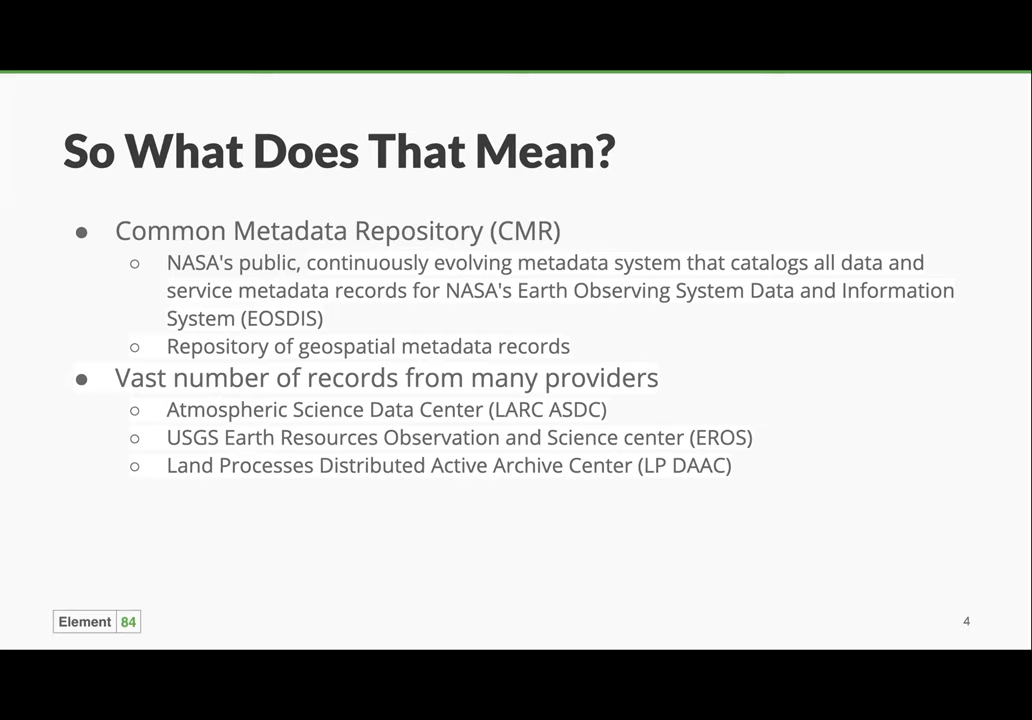 So What Does That Mean?
● Common Metadata Repository (CMR)
○ NASA's public, continuously evolving metadata system that catalogs all data and
service metadata records for NASA's Earth Observing System Data and Information
System (EOSDIS)
○ Repository of geospatial metadata records
● Vast number of records from many providers
○ Atmospheric Science Data Center (LARC ASDC)
○ USGS Earth Resources Observation and Science center (EROS)
○ Land Processes Distributed Active Archive Center (LP DAAC)
Element 84
4